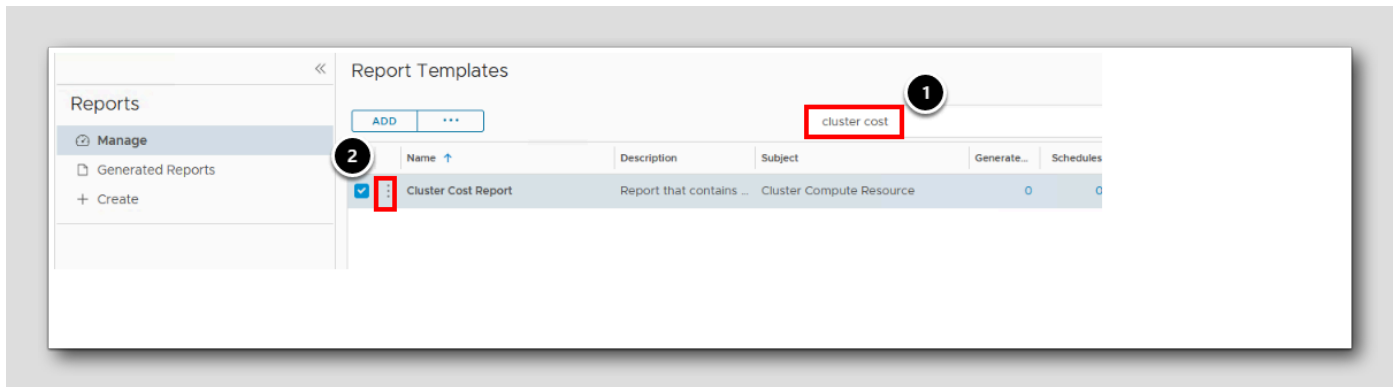 Report Templates
Reports
ADD ···
1
cluster cost
Manage
Generated Reports
+ Create
2
Name ↑ Description Subject Generate... Schedules
Cluster Cost Report Report that contains ... Cluster Compute Resource 0 0